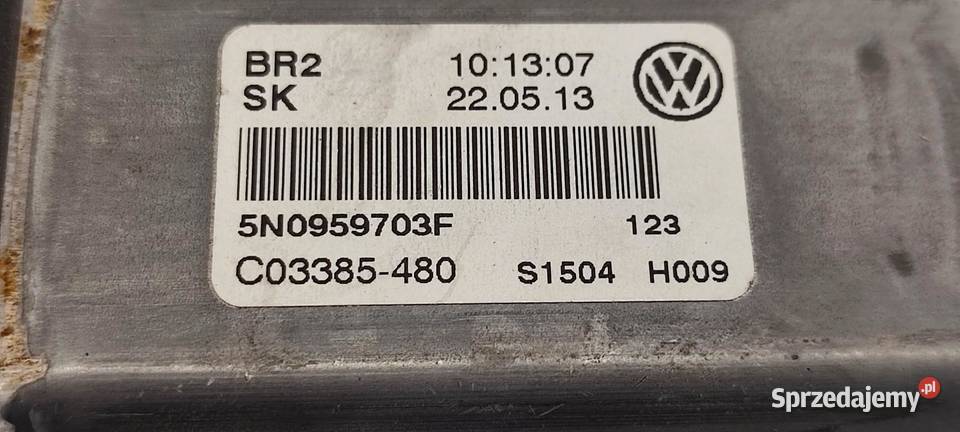 BR2 10:13:07
SK 22.05.13
5N0959703F 123
C03385-480 S1504 H009
Sprzedajemy.pl